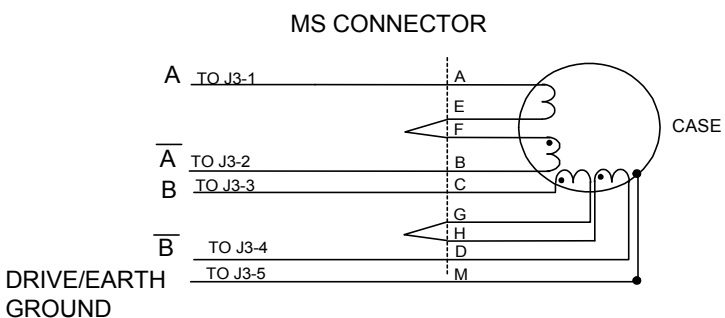 MS CONNECTOR
A TO J3-1 A
E
F
CASE
A TO J3-2 B
B TO J3-3 C
G
H
B TO J3-4 D
DRIVE/EARTH TO J3-5 M
GROUND